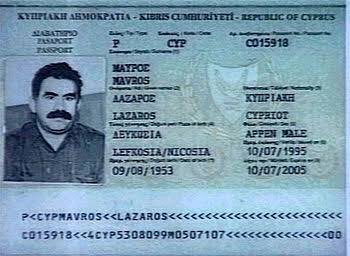 ΚΥΠΡΙΑΚΗ ΔΗΜΟΚΡΑΤΙΑ - KIBRIS CUMHURİYETİ - REPUBLIC OF CYPRUS
ΔΙΑΒΑΤΗΡΙΟ
PASAPORT
PASSPORT
P CYP C015918
ΜΑΥΡΟΣ
MAVROS
ΛΑΖΑΡΟΣ ΚΥΠΡΙΑΚΗ
LAZAROS CYPRIOT
ΛΕΥΚΩΣΙΑ ΑΡΡΕΝ MALE
LEFKOSIA/NICOSIA 10/07/1995
09/08/1953 10/07/2005
P<CYPMAVROS<<LAZAROS<<<<<<<<<<<<<<<<<<<<<<<<
C015918<<4CYP5308099M0507107<<<<<<<<<<<<<<00